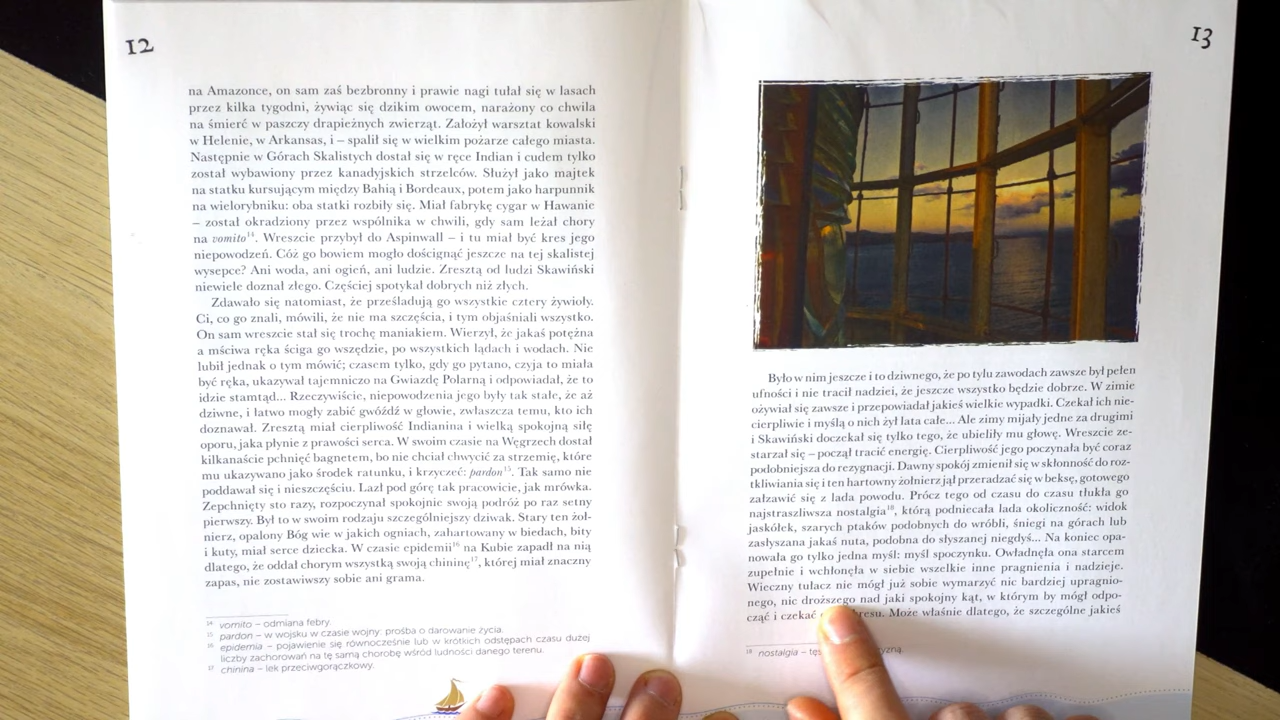 12
na Amazonce, on sam zaś bezbronny i prawie nagi tułał się w lasach
przez kilka tygodni, żywiąc się dzikim owocem, narażony co chwila
na śmierć w paszczy drapieżnych zwierząt. Założył warsztat kowalski
w Helenie, w Arkansas, i – spalił się w wielkim pożarze całego miasta.
Następnie w Górach Skalistych dostał się w ręce Indian i cudem tylko
został wybawiony przez kanadyjskich strzelców. Służył jako majtek
na statku kursującym między Bahią i Bordeaux, potem jako harpunnik
na wielorybniku: oba statki rozbiły się. Miał fabrykę cygar w Hawanie
– został okradziony przez wspólnika w chwili, gdy sam leżał chory
na vomito¹⁴. Wreszcie przybył do Aspinwall – i tu miał być kres jego
niepowodzeń. Cóż go bowiem mogło doścignąć jeszcze na tej skalistej
wysepce? Ani woda, ani ogień, ani ludzie. Zresztą od ludzi Skawiński
niewiele doznał złego. Częściej spotykał dobrych niż złych.
Zdawało się natomiast, że prześladują go wszystkie cztery żywioły.
Ci, co go znali, mówili, że nie ma szczęścia, i tym objaśniali wszystko.
On sam wreszcie stał się trochę maniakiem. Wierzył, że jakaś potężna
a mściwa ręka ściga go wszędzie, po wszystkich lądach i wodach. Nie
lubił jednak o tym mówić; czasem tylko, gdy go pytano, czyja to miała
być ręka, ukazywał tajemniczo na Gwiazdę Polarną i odpowiadał, że to
idzie stamtąd... Rzeczywiście, niepowodzenia jego były tak stałe, że aż
dziwne, i łatwo mogły zabić gwóźdź w głowie, zwłaszcza temu, kto ich
doznawał. Zresztą miał cierpliwość Indianina i wielką spokojną siłę
oporu, jaka płynie z prawości serca. W swoim czasie na Węgrzech dostał
kilkanaście pchnięć bagnetem, bo nie chciał chwycić za strzemię, które
mu ukazywano jako środek ratunku, i krzyczeć: pardon¹⁵. Tak samo nie
poddawał się i nieszczęściu. Lazł pod górę tak pracowicie, jak mrówka.
Zepchnięty sto razy, rozpoczynał spokojnie swoją podróż po raz setny
pierwszy. Był to w swoim rodzaju szczególniejszy dziwak. Stary ten żoł-
nierz, opalony Bóg wie w jakich ogniach, zahartowany w biedach, bity
i kuty, miał serce dziecka. W czasie epidemii¹⁶ na Kubie zapadł na nią
dlatego, że oddał chorym wszystką swoją chininę¹⁷, której miał znaczny
zapas, nie zostawiwszy sobie ani grama.
¹⁴ vomito – odmiana febry.
¹⁵ pardon – w wojsku w czasie wojny: prośba o darowanie życia.
¹⁶ epidemia – pojawienie się równocześnie lub w krótkich odstępach czasu dużej
liczby zachorowań na tę samą chorobę wśród ludności danego terenu.
¹⁷ chinina – lek przeciwgorączkowy.
13
Było w nim jeszcze i to dziwnego, że po tylu zawodach zawsze był pełen
ufności i nie tracił nadziei, że jeszcze wszystko będzie dobrze. W zimie
ożywiał się zawsze i przepowiadał jakieś wielkie wypadki. Czekał ich nie-
cierpliwie i myślą o nich żył lata całe... Ale zimy mijały jedne za drugimi
i Skawiński doczekał się tylko tego, że ubieliły mu głowę. Wreszcie ze-
starzał się – począł tracić energię. Cierpliwość jego poczynała być coraz
podobniejsza do rezygnacji. Dawny spokój zmienił się w skłonność do roz-
tkliwiania się i ten hartowny żołnierz jął przeradzać się w beksę, gotowego
załzawić się z lada powodu. Prócz tego od czasu do czasu tłukła go
najstraszliwsza nostalgia¹⁸, którą podniecała lada okoliczność: widok
jaskółek, szarych ptaków podobnych do wróbli, śniegi na górach lub
zasłyszana jakaś nuta, podobna do słyszanej niegdyś... Na koniec opa-
nowała go tylko jedna myśl: myśl spoczynku. Owładnęła ona starcem
zupełnie i wchłonęła w siebie wszelkie inne pragnienia i nadzieje.
Wieczny tułacz nie mógł już sobie wymarzyć nic bardziej upragnio-
nego, nic droższego nad jaki spokojny kąt, w którym by mógł odpo-
cząć i czekać kresu. Może właśnie dlatego, że szczególne jakieś
¹⁸ nostalgia –